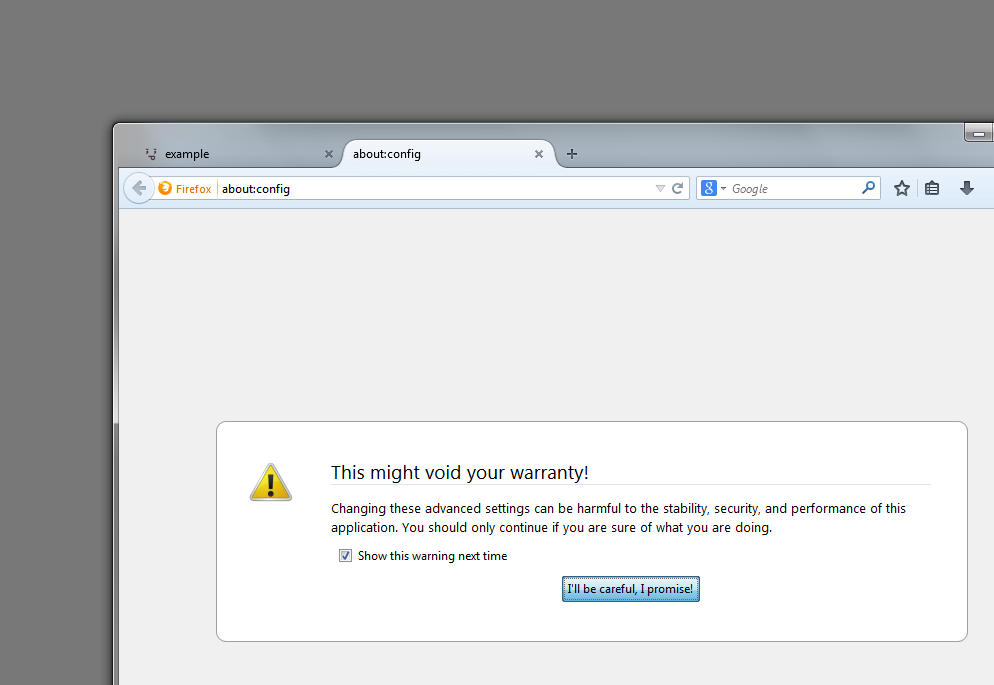 example
about:config
Firefox about:config
Google
This might void your warranty!
Changing these advanced settings can be harmful to the stability, security, and performance of this
application. You should only continue if you are sure of what you are doing.
Show this warning next time
I'll be careful, I promise!